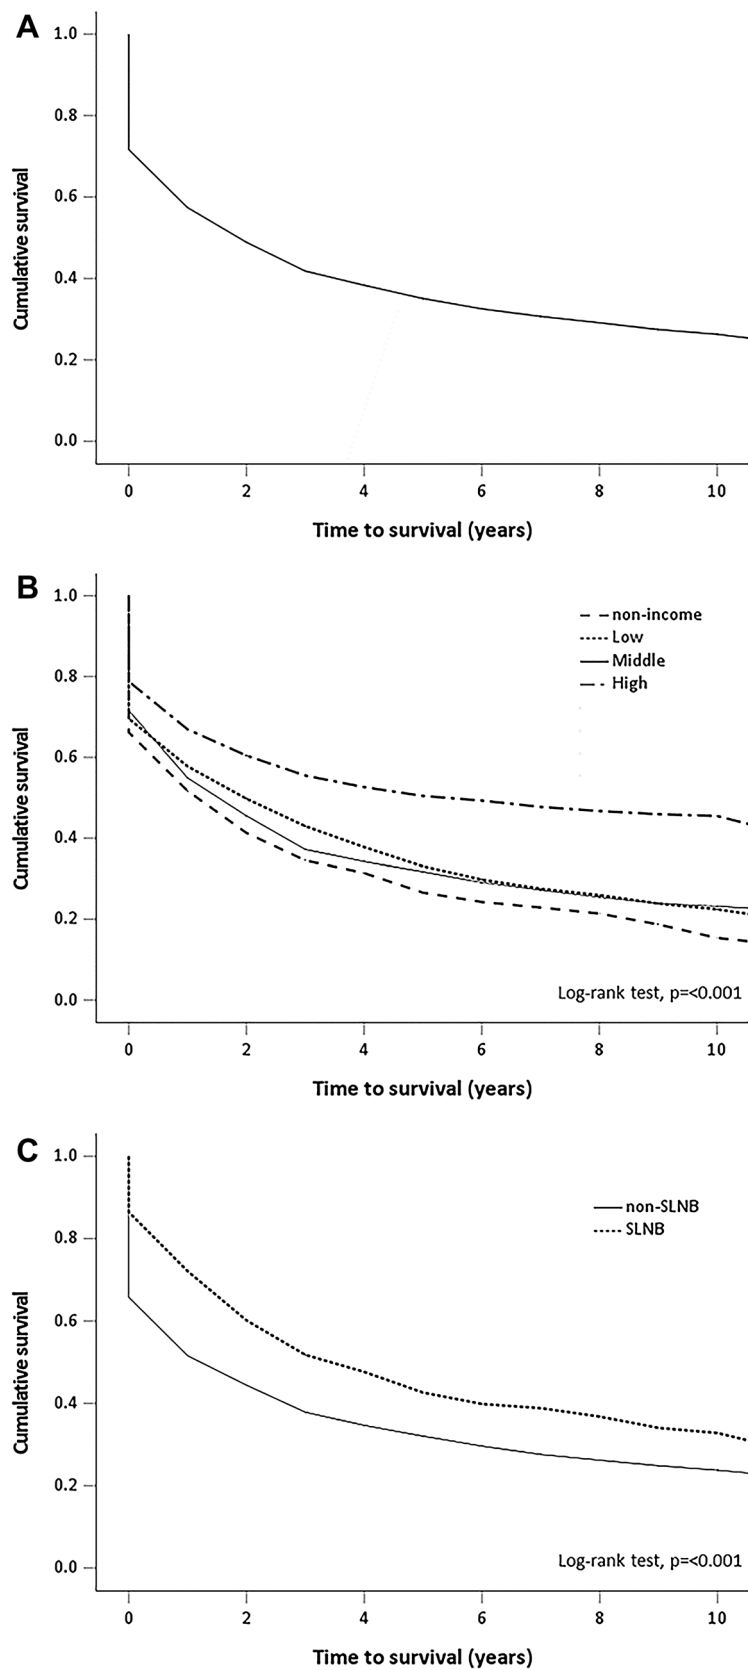 A
1.0
0.8
0.6
0.4
0.2
0.0
Cumulative survival
0 2 4 6 8 10
Time to survival (years)
B
1.0
0.8
0.6
0.4
0.2
0.0
Cumulative survival
non-income
Low
Middle
High
Log-rank test, p=<0.001
0 2 4 6 8 10
Time to survival (years)
C
1.0
0.8
0.6
0.4
0.2
0.0
Cumulative survival
non-SLNB
SLNB
Log-rank test, p=<0.001
0 2 4 6 8 10
Time to survival (years)